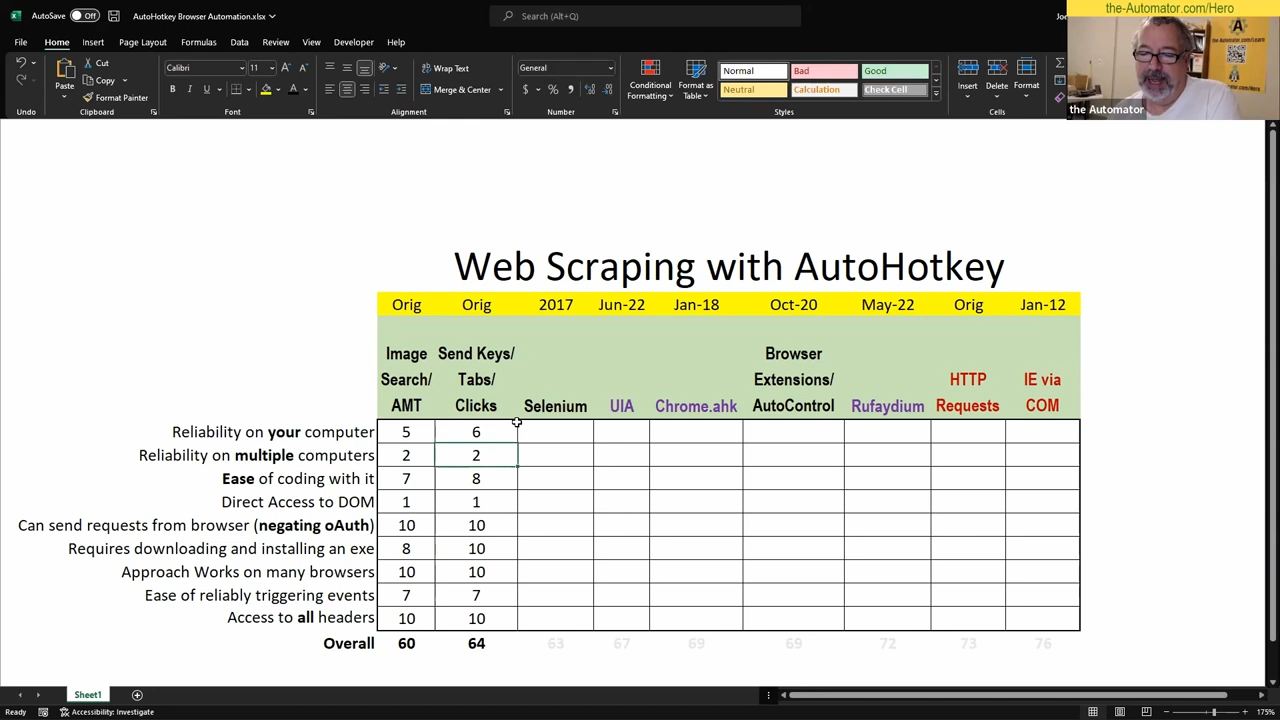 AutoSave Off AutoHotkey Browser Automation.xlsx Search (Alt+Q) the-Automator.com/Hero
File Home Insert Page Layout Formulas Data Review View Developer Help
Cut
Copy
Paste Format Painter
Calibri 11
Wrap Text
Merge & Center
General
Conditional Formatting
Format as Table
Normal Bad Good
Neutral Calculation Check Cell
Insert Delete Format
the Automator
Undo Clipboard Font Alignment Number Styles Cells
Web Scraping with AutoHotkey
Orig Orig 2017 Jun-22 Jan-18 Oct-20 May-22 Orig Jan-12
Image Send Keys/ Browser
Search/ Tabs/ Extensions/ HTTP IE via
AMT Clicks Selenium UIA Chrome.ahk AutoControl Rufaydium Requests COM
Reliability on your computer 5 6
Reliability on multiple computers 2 2
Ease of coding with it 7 8
Direct Access to DOM 1 1
Can send requests from browser (negating oAuth) 10 10
Requires downloading and installing an exe 8 10
Approach Works on many browsers 10 10
Ease of reliably triggering events 7 7
Access to all headers 10 10
Overall 60 64 63 67 69 69 72 73 76
Sheet1
Ready Accessibility: Investigate 175%